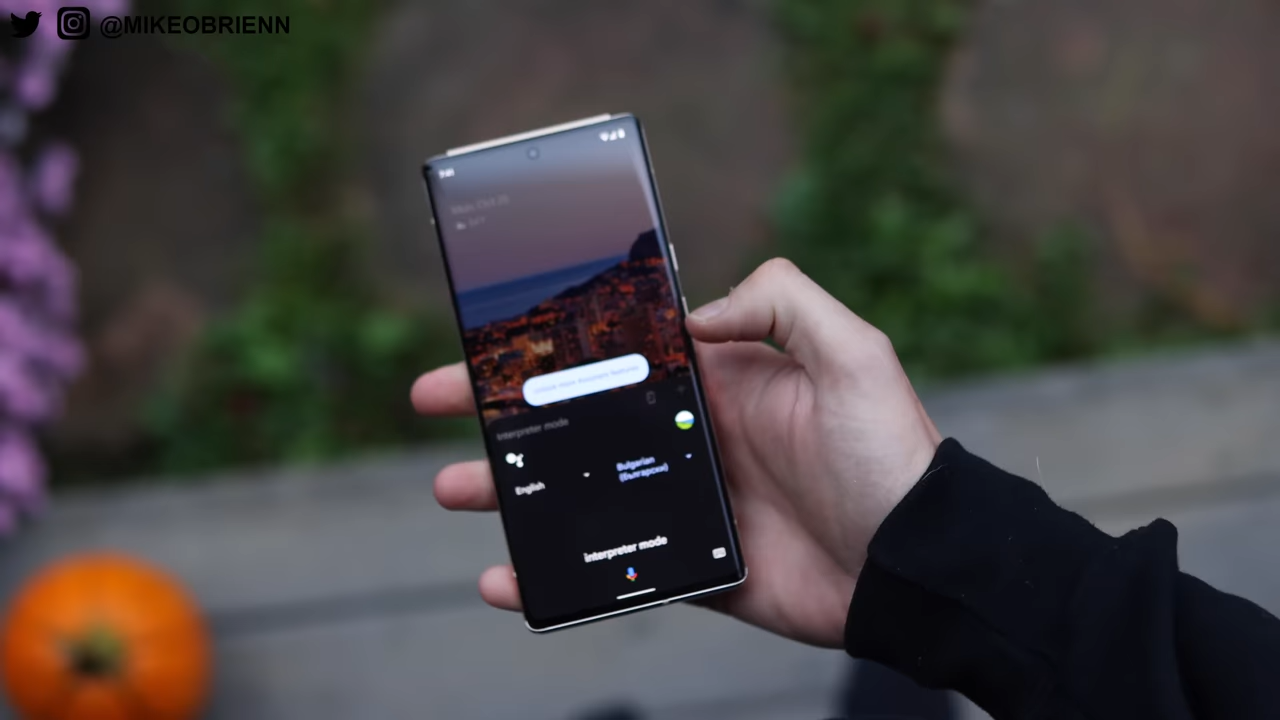 @MIKEOBRIENN
Interpreter mode
English
Bulgarian
(български)
interpreter mode